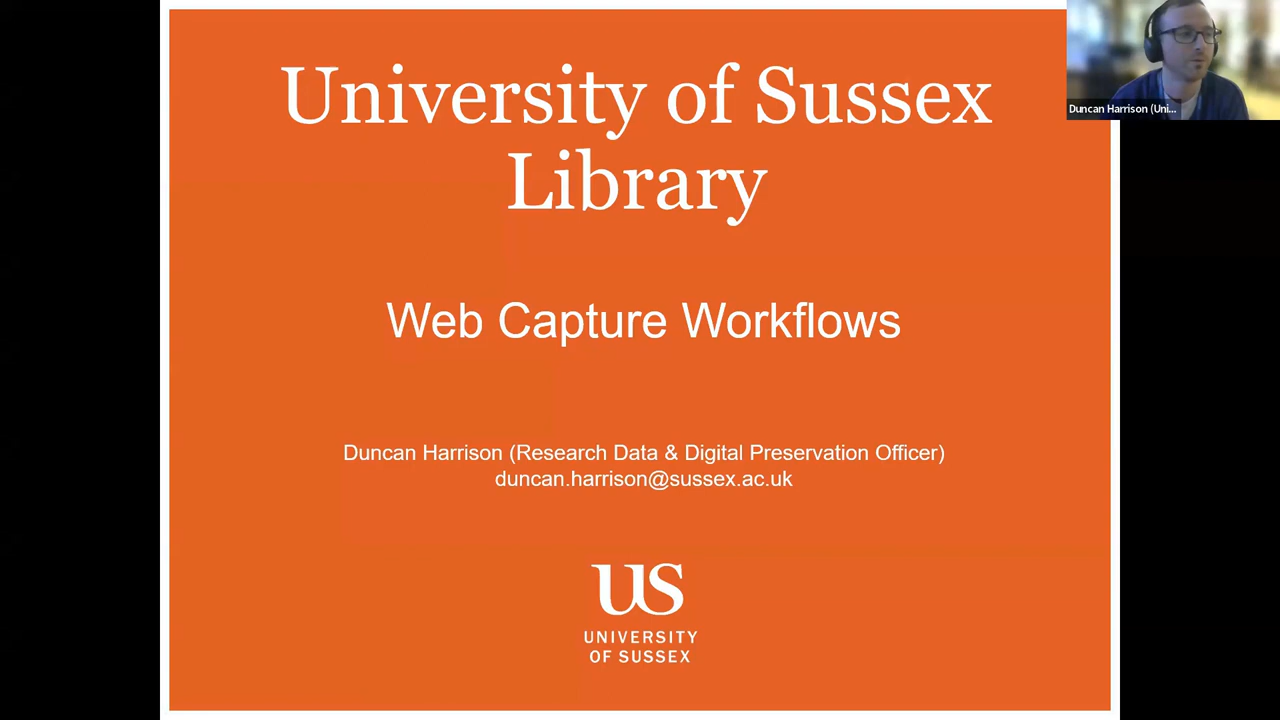 University of Sussex
Library
Web Capture Workflows
Duncan Harrison (Research Data & Digital Preservation Officer)
duncan.harrison@sussex.ac.uk
us
UNIVERSITY
OF SUSSEX
Duncan Harrison (Uni...